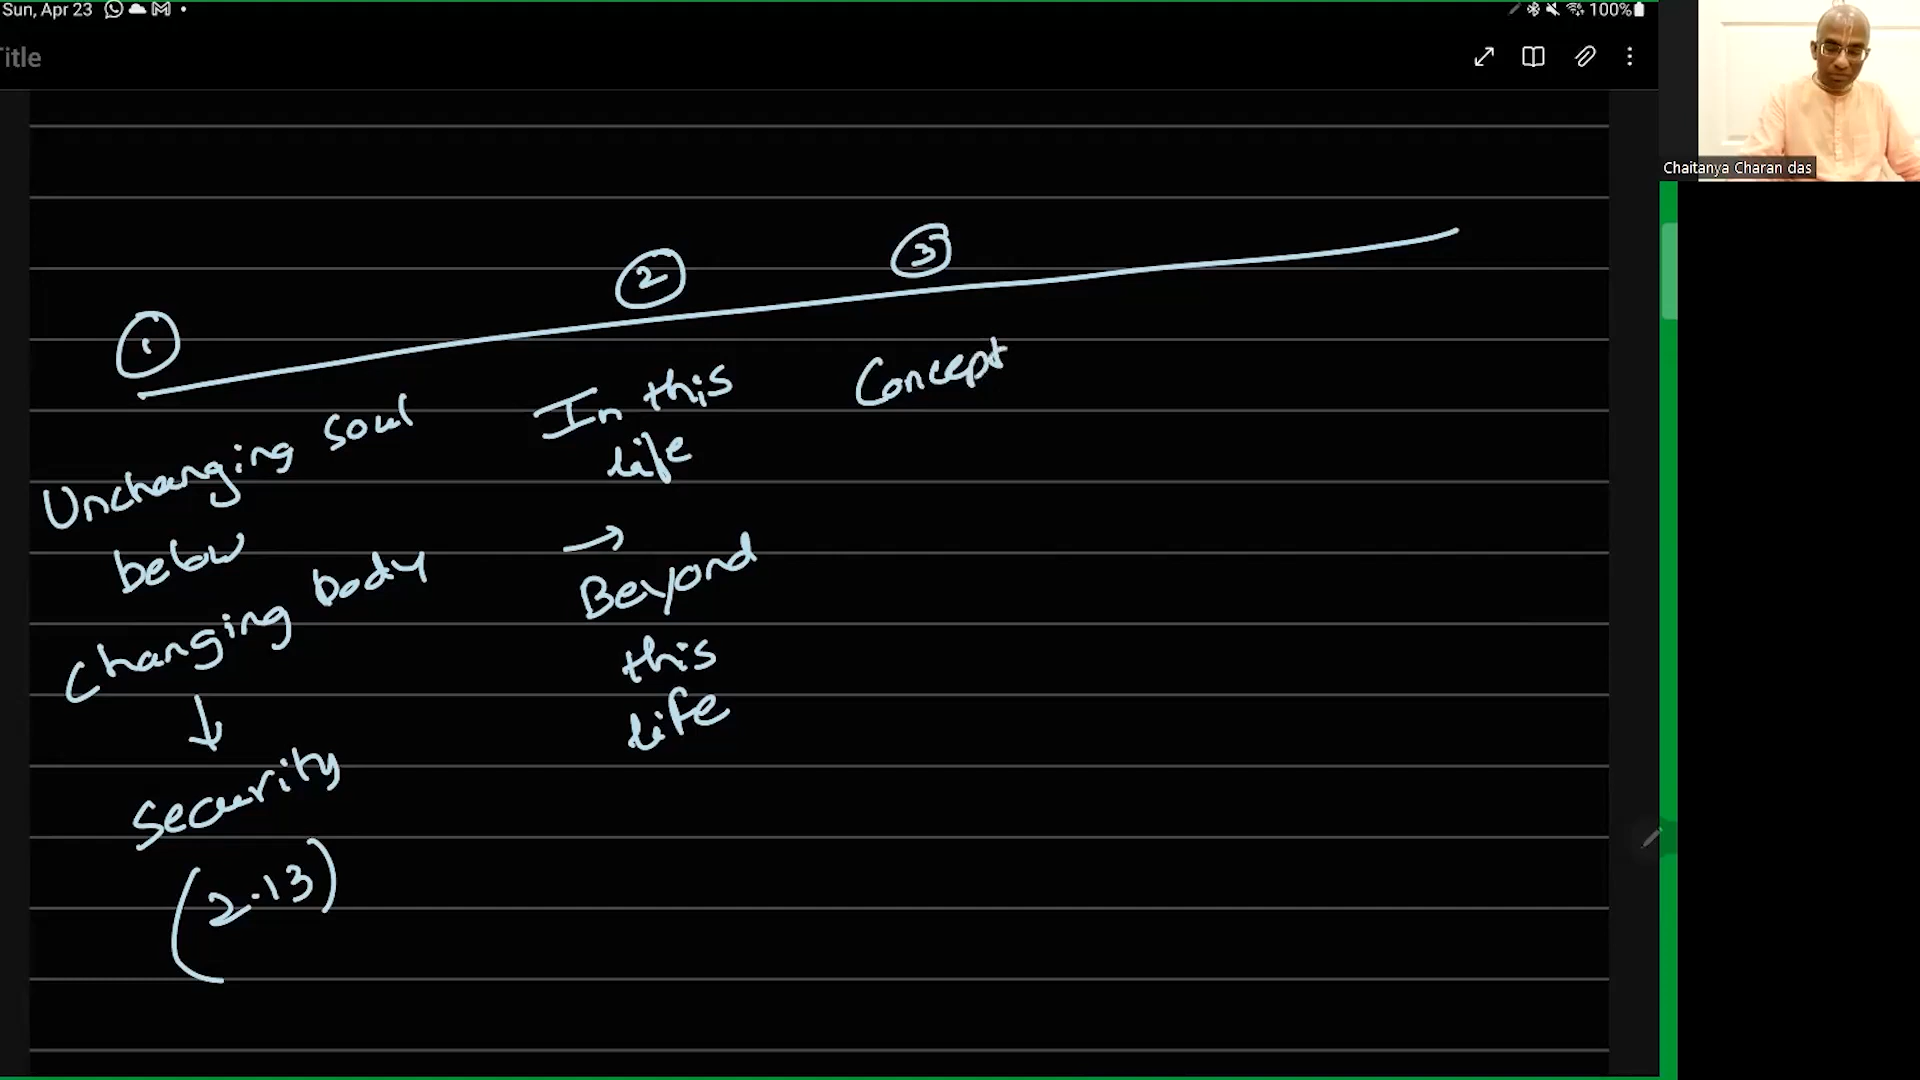 Sun, Apr 23
100%
Title
Chaitanya Charan das
1
2
3
Unchanging soul
below
Changing body
↓
Security
(2.13)
In this
life
→
Beyond
this
life
Concept